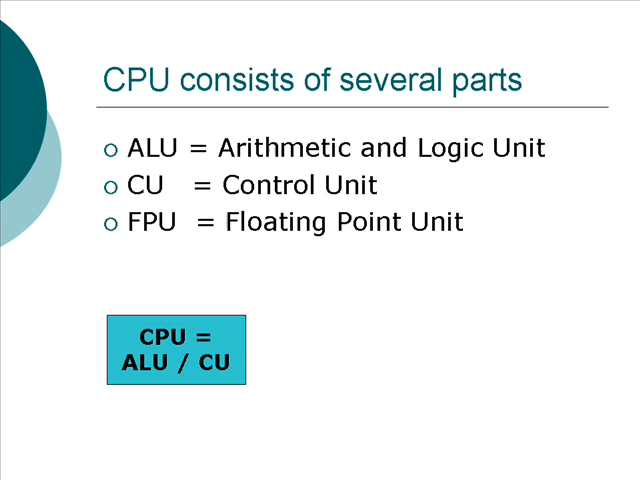 CPU consists of several parts
ALU = Arithmetic and Logic Unit
CU = Control Unit
FPU = Floating Point Unit
CPU =
ALU / CU